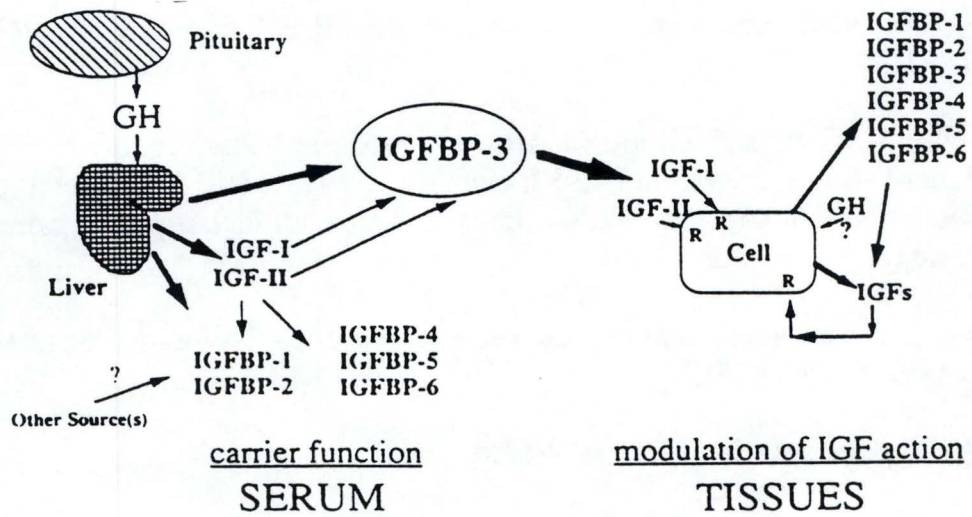 Pituitary
GH
Liver
IGF-I
IGF-II
IGFBP-3
IGFBP-1
IGFBP-2
IGFBP-4
IGFBP-5
IGFBP-6
?
Other Source(s)
carrier function
SERUM
IGF-I
IGF-II
R
R
Cell
R
GH
?
IGFs
IGFBP-1
IGFBP-2
IGFBP-3
IGFBP-4
IGFBP-5
IGFBP-6
modulation of IGF action
TISSUES